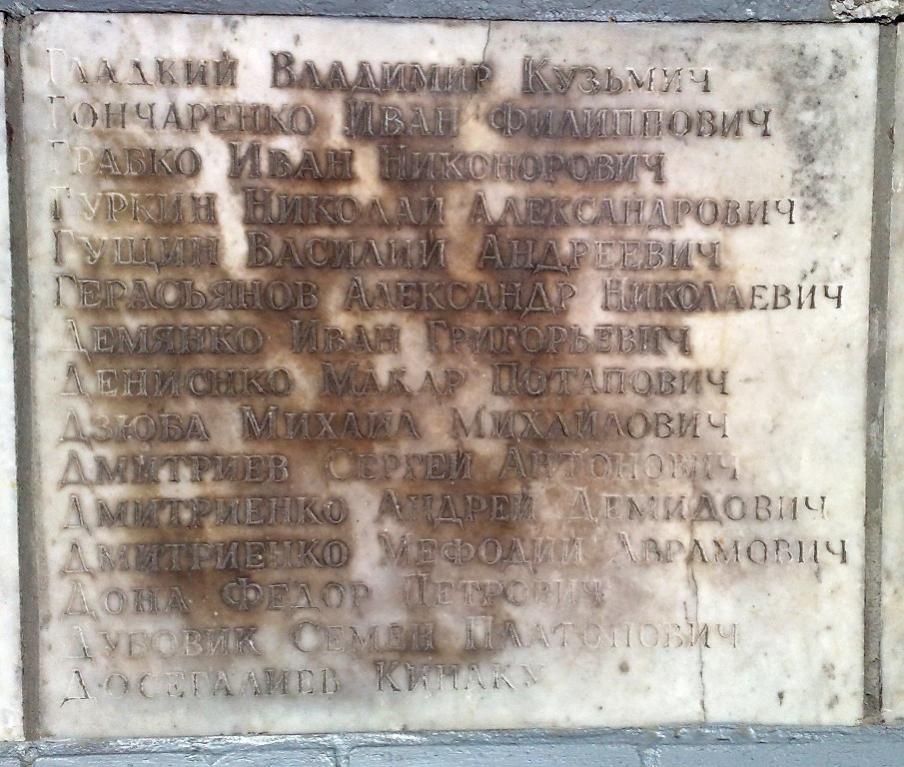 ГЛАДКИЙ ВЛАДИМИР КУЗЬМИЧ
ГОНЧАРЕНКО ИВАН ФИЛИППОВИЧ
ГРАБКО ИВАН НИКОНОРОВИЧ
ГУРКИН НИКОЛАЙ АЛЕКСАНДРОВИЧ
ГУЩИН ВАСИЛИЙ АНДРЕЕВИЧ
ГЕРАСЬЯНОВ АЛЕКСАНДР НИКОЛАЕВИЧ
ДЕМЯНКО ИВАН ГРИГОРЬЕВИЧ
ДЕНИСНКО МАКАР ПОТАПОВИЧ
ДЗЮБА МИХАИЛ МИХАЙЛОВИЧ
ДМИТРИЕВ СЕРГЕЙ АНТОНОВИЧ
ДМИТРИЕНКО АНДРЕЙ ДЕМИДОВИЧ
ДМИТРИЕНКО МЕФОДИЙ АВРАМОВИЧ
ДОНА ФЕДОР ПЕТРОВИЧ
ДУБОВИК СЕМЕН ПЛАТОНОВИЧ
ДОСЕГАЛИЕВ КИНАКУ